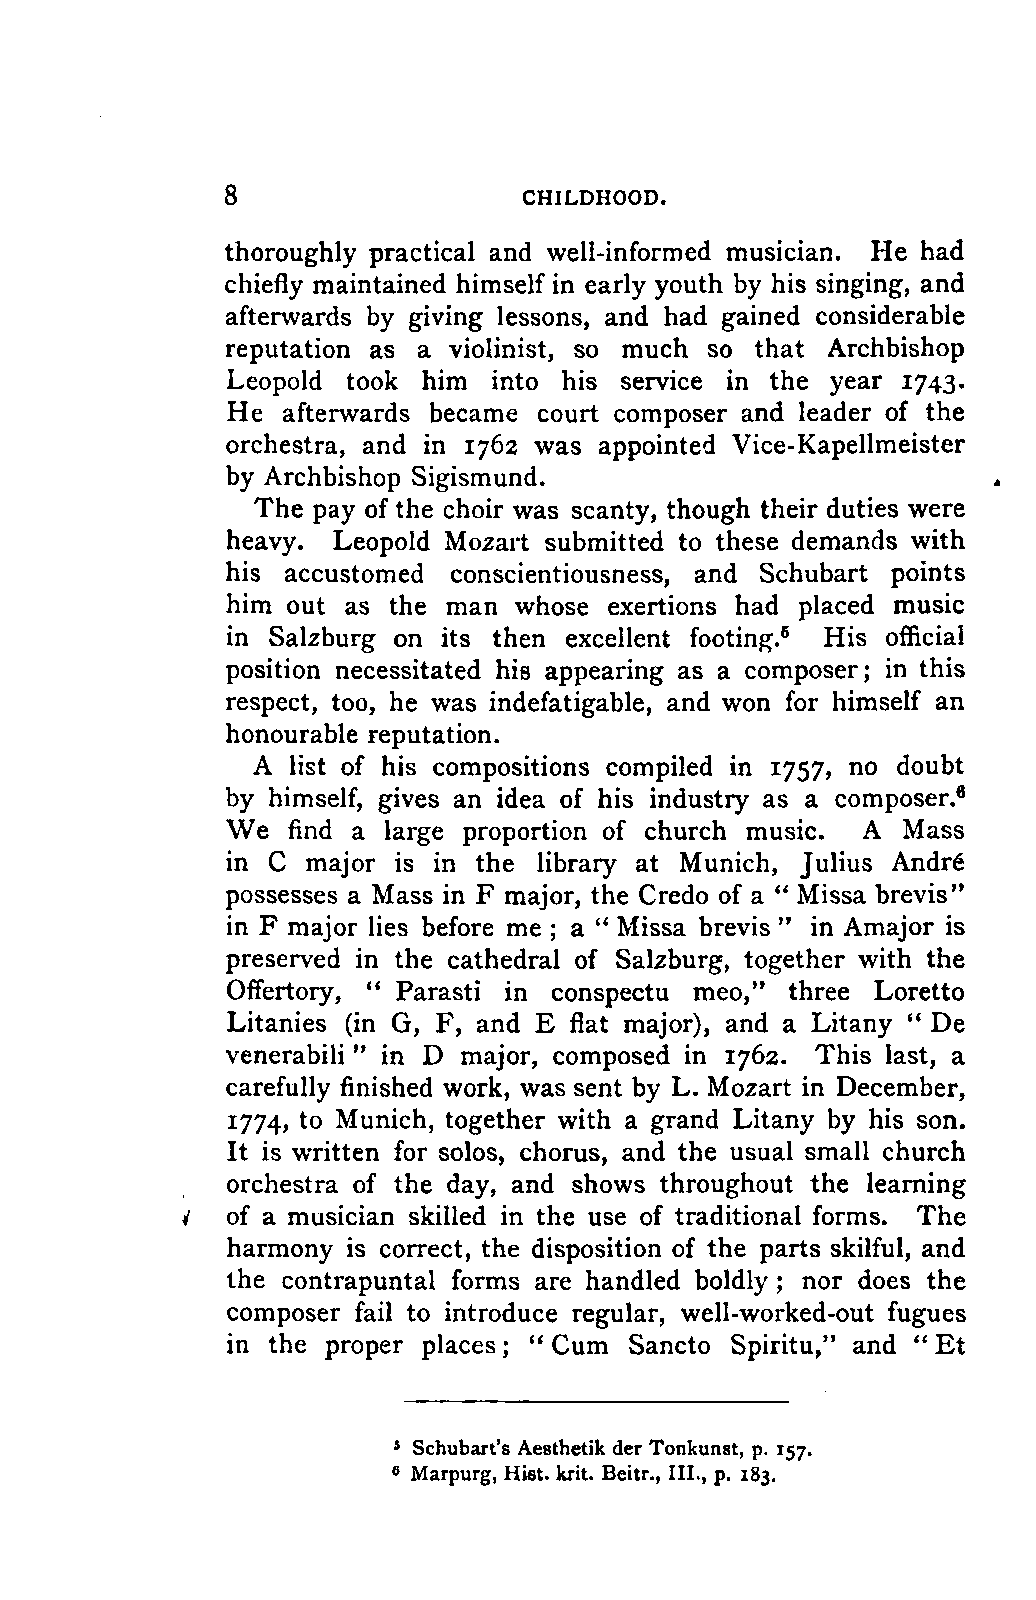 8 CHILDHOOD.
thoroughly practical and well-informed musician. He had
chiefly maintained himself in early youth by his singing, and
afterwards by giving lessons, and had gained considerable
reputation as a violinist, so much so that Archbishop
Leopold took him into his service in the year 1743.
He afterwards became court composer and leader of the
orchestra, and in 1762 was appointed Vice-Kapellmeister
by Archbishop Sigismund.
The pay of the choir was scanty, though their duties were
heavy. Leopold Mozart submitted to these demands with
his accustomed conscientiousness, and Schubart points
him out as the man whose exertions had placed music
in Salzburg on its then excellent footing.⁵ His official
position necessitated his appearing as a composer; in this
respect, too, he was indefatigable, and won for himself an
honourable reputation.
A list of his compositions compiled in 1757, no doubt
by himself, gives an idea of his industry as a composer.⁶
We find a large proportion of church music. A Mass
in C major is in the library at Munich, Julius André
possesses a Mass in F major, the Credo of a " Missa brevis"
in F major lies before me ; a " Missa brevis " in Amajor is
preserved in the cathedral of Salzburg, together with the
Offertory, " Parasti in conspectu meo," three Loretto
Litanies (in G, F, and E flat major), and a Litany " De
venerabili " in D major, composed in 1762. This last, a
carefully finished work, was sent by L. Mozart in December,
1774, to Munich, together with a grand Litany by his son.
It is written for solos, chorus, and the usual small church
orchestra of the day, and shows throughout the learning
of a musician skilled in the use of traditional forms. The
harmony is correct, the disposition of the parts skilful, and
the contrapuntal forms are handled boldly ; nor does the
composer fail to introduce regular, well-worked-out fugues
in the proper places ; " Cum Sancto Spiritu," and " Et
⁵ Schubart's Aesthetik der Tonkunst, p. 157.
⁶ Marpurg, Hist. krit. Beitr., III., p. 183.